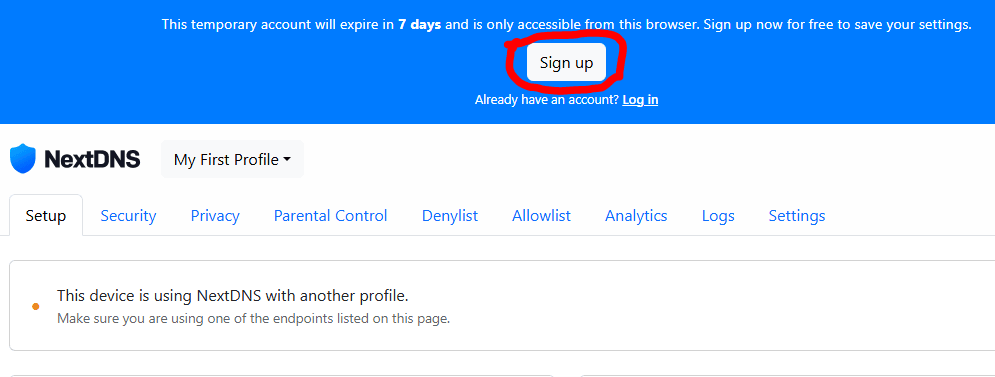 This temporary account will expire in 7 days and is only accessible from this browser. Sign up now for free to save your settings.
Sign up
Already have an account? Log in
NextDNS My First Profile
Setup Security Privacy Parental Control Denylist Allowlist Analytics Logs Settings
This device is using NextDNS with another profile.
Make sure you are using one of the endpoints listed on this page.